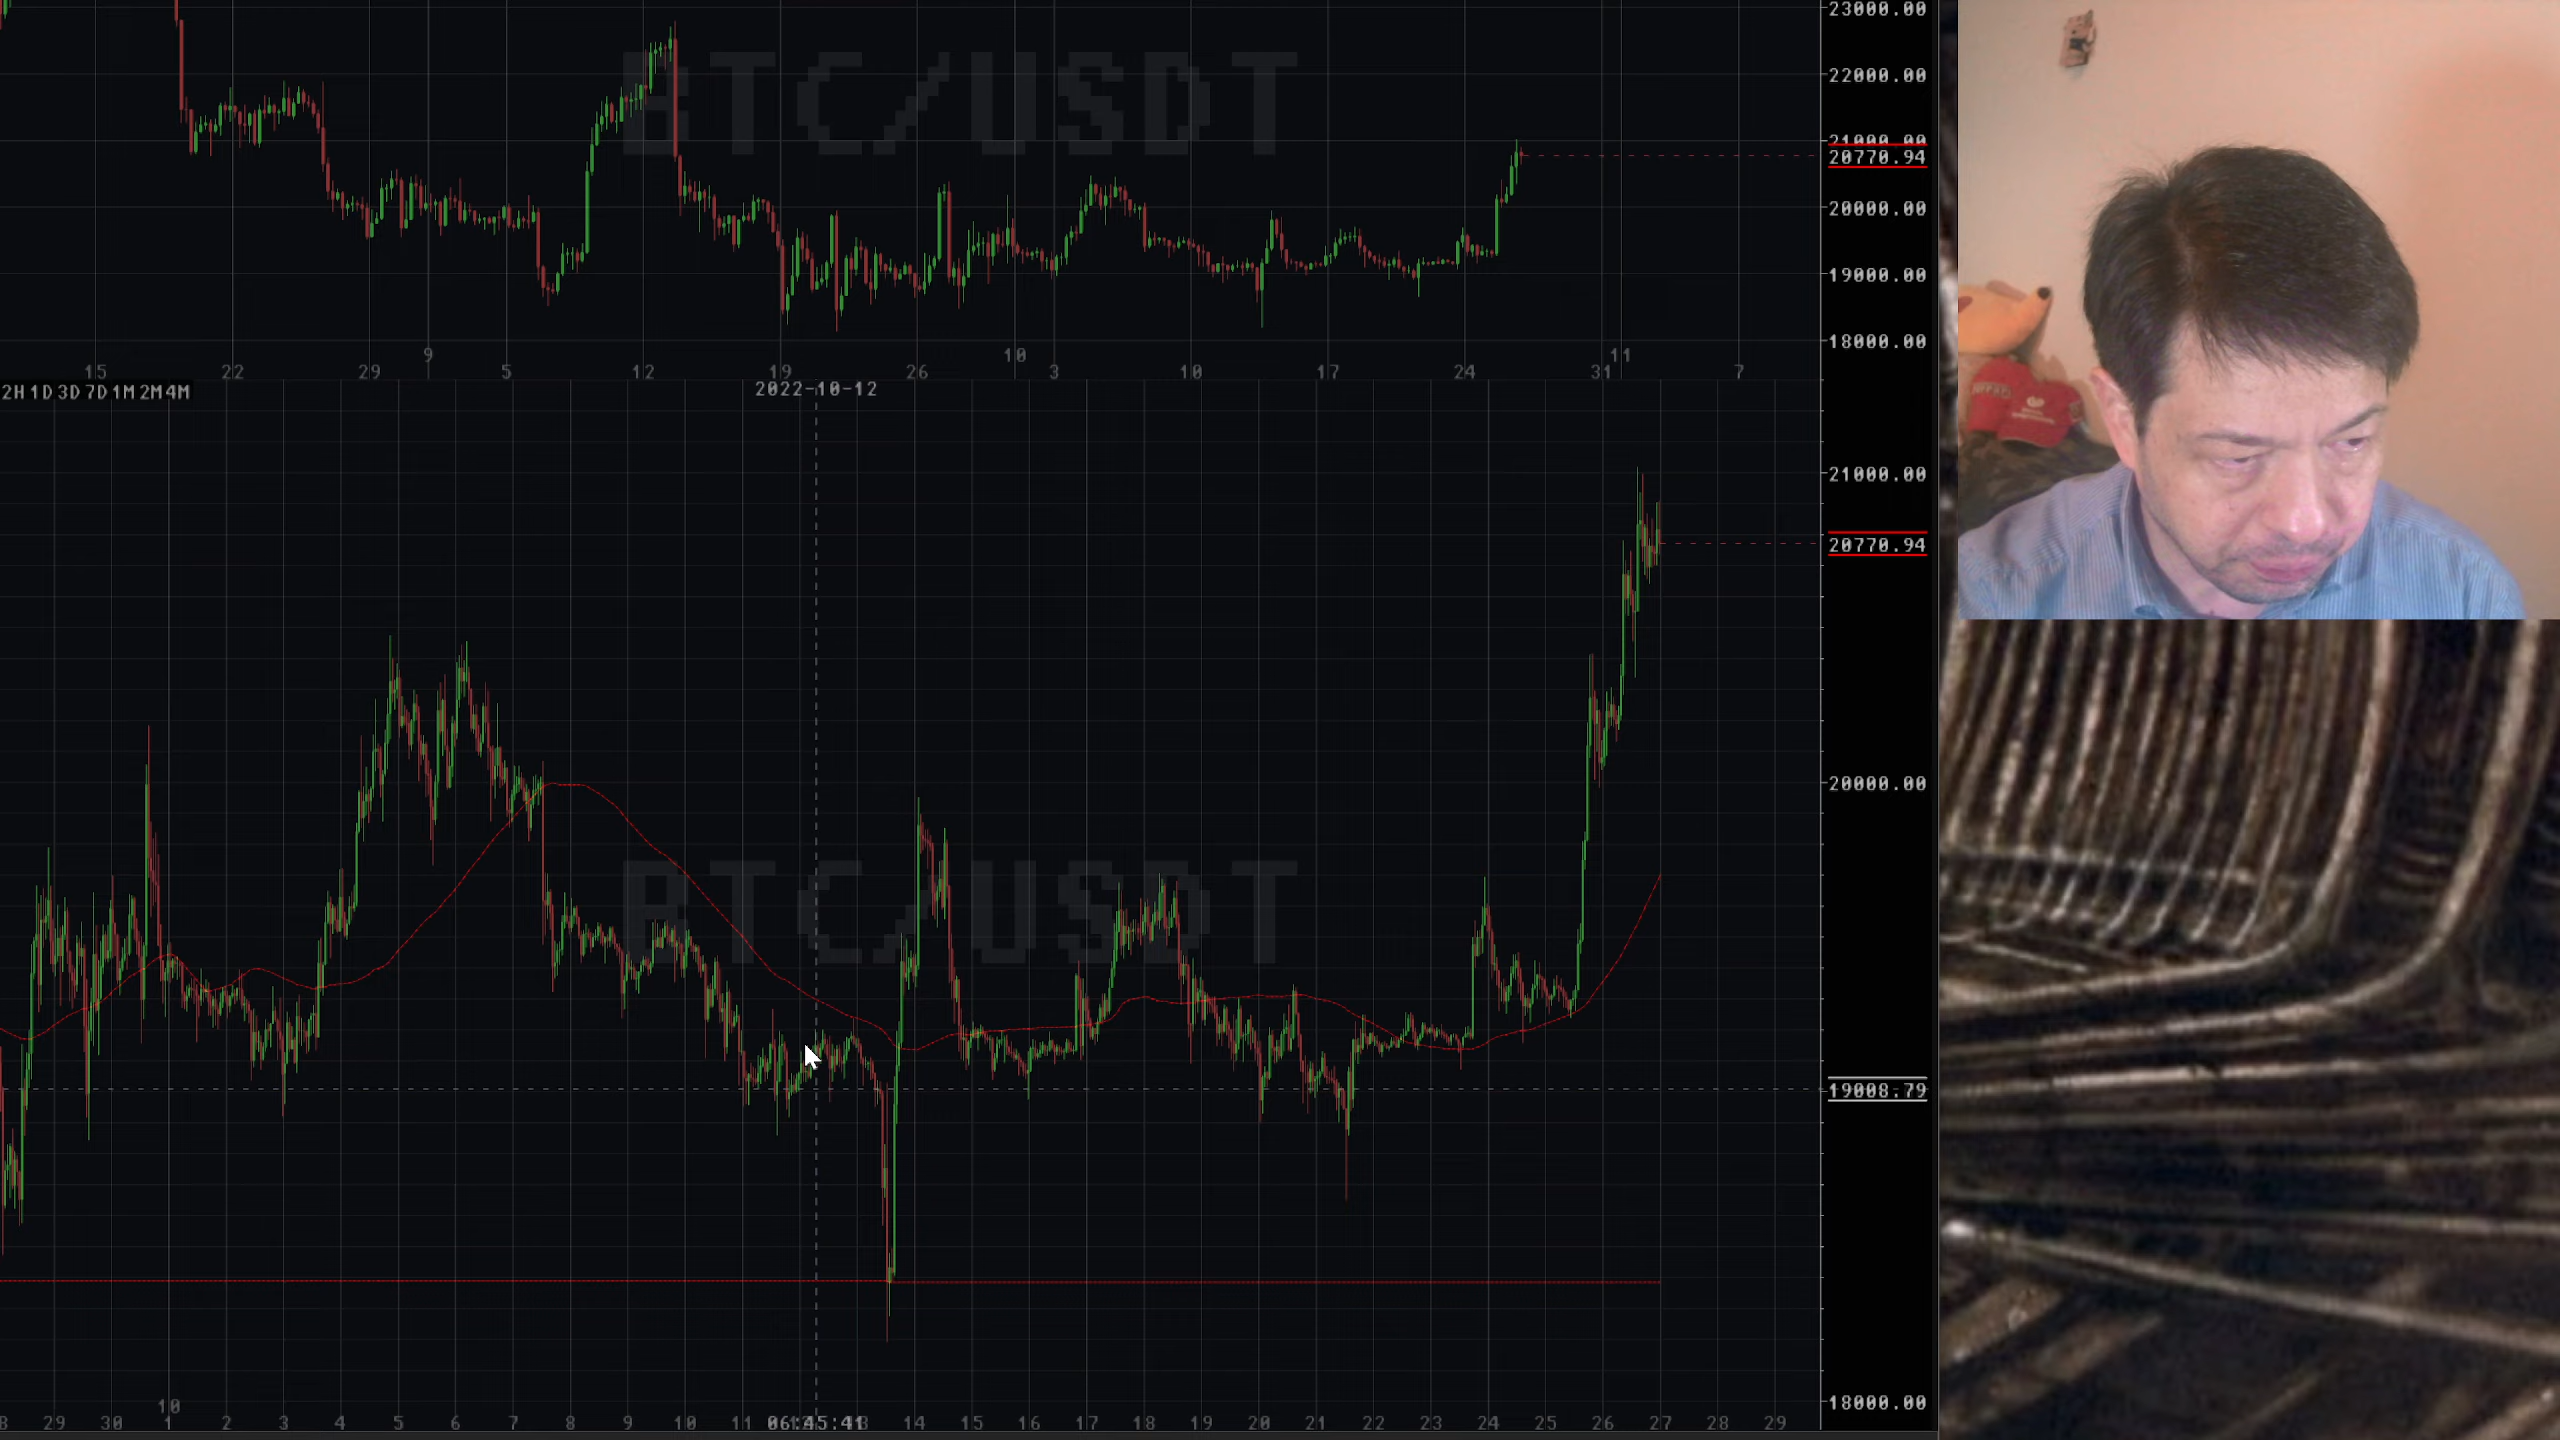 BTC/USDT
23000.00
22000.00
21000.00
20770.94
20000.00
19000.00
18000.00
9 10 11
15 22 29 5 12 19 26 3 10 17 24 31 7
2022-10-12
2H 1D 3D 7D 1M 2M 4M
21000.00
20770.94
20000.00
BTC/USDT
19008.79
18000.00
10
8 29 30 1 2 3 4 5 6 7 8 9 10 11 06:45:41 13 14 15 16 17 18 19 20 21 22 23 24 25 26 27 28 29